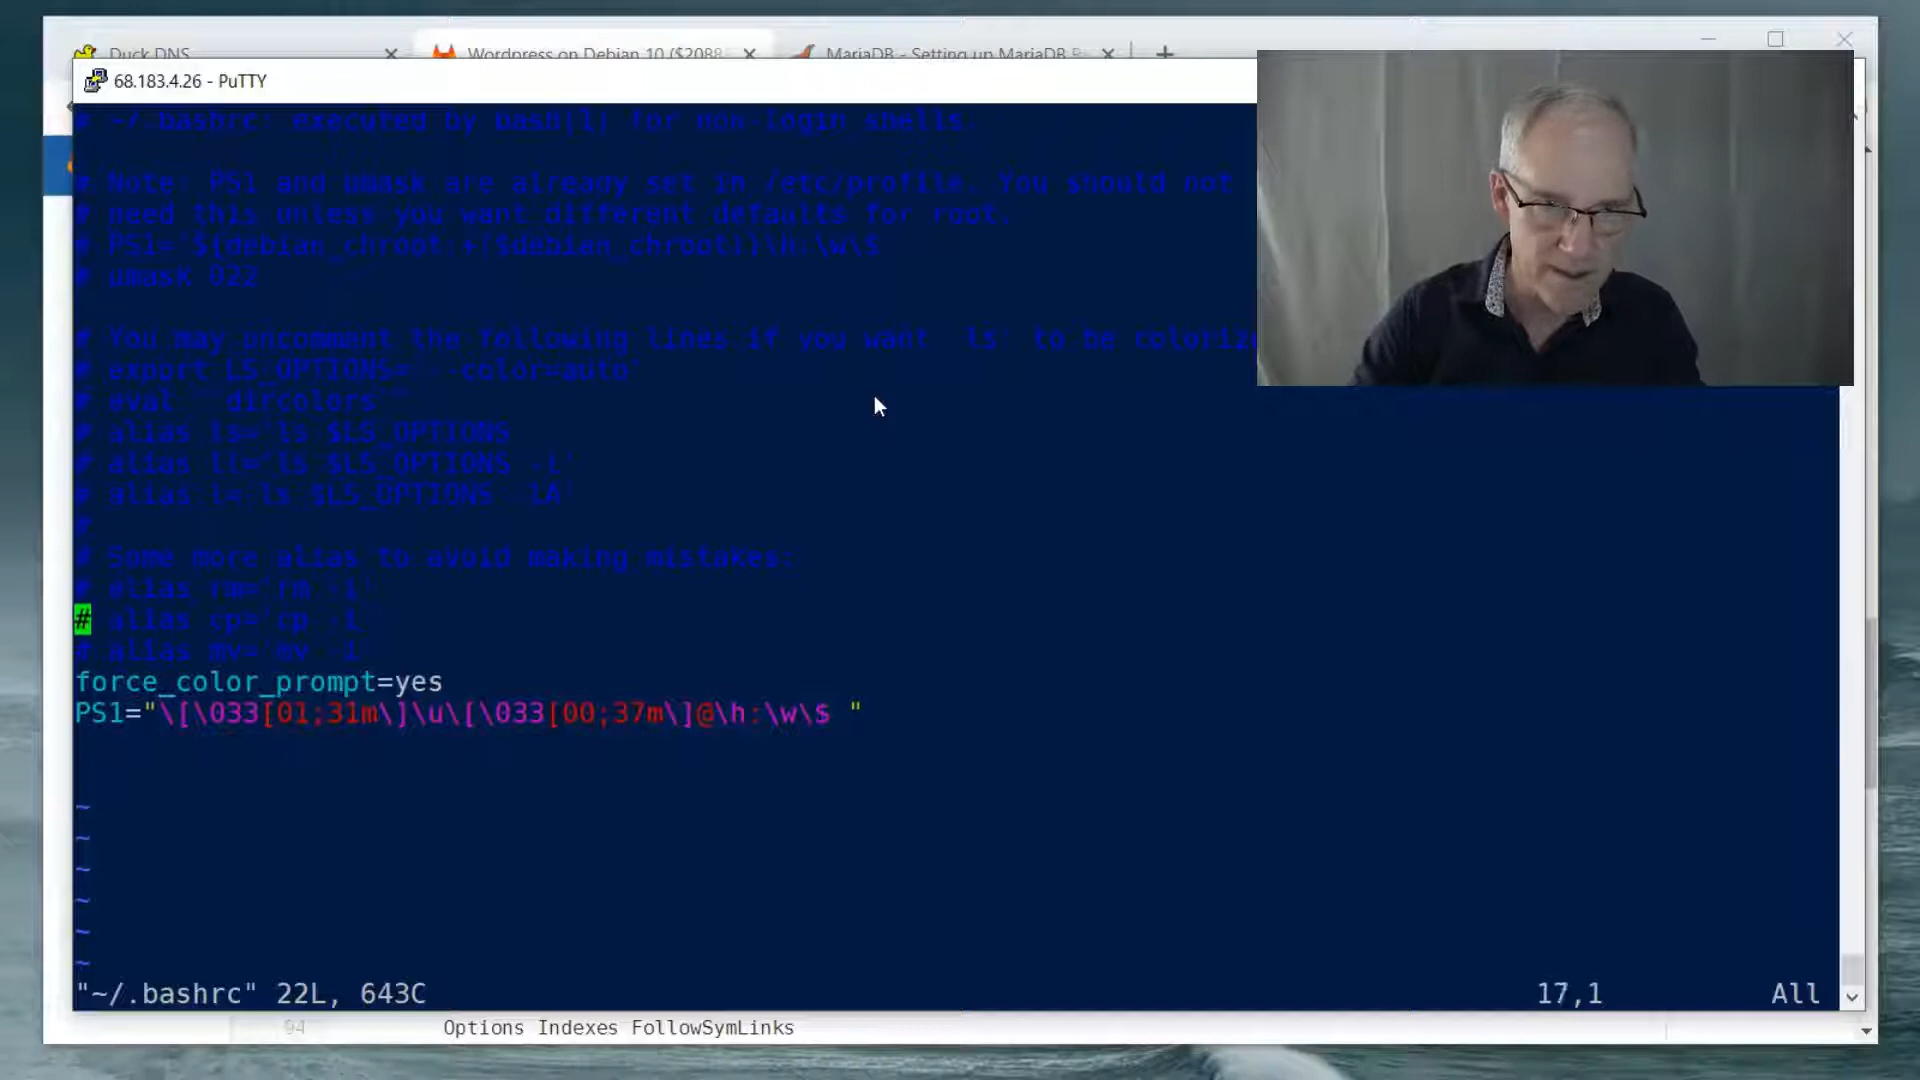 Duck DNS
Wordpress on Debian 10 ($2088
MariaDB - Setting up MariaDB R
68.183.4.26 - PuTTY
# ~/.bashrc: executed by bash(1) for non-login shells.
# Note: PS1 and umask are already set in /etc/profile. You should not
# need this unless you want different defaults for root.
# PS1='${debian_chroot:+($debian_chroot)}\h:\w\$
# umask 022
# You may uncomment the following lines if you want `ls' to be coloriz
# export LS_OPTIONS='--color=auto'
# eval "`dircolors`"
# alias ls='ls $LS_OPTIONS
# alias ll='ls $LS_OPTIONS -l'
# alias l='ls $LS_OPTIONS -lA'
#
# Some more alias to avoid making mistakes:
# alias rm='rm -i'
# alias cp='cp -i
# alias mv='mv -i
force_color_prompt=yes
PS1="\[\033[01;31m\]\u\[\033[00;37m\]@\h:\w\$ "
~
~
~
~
~
~
"~/.bashrc" 22L, 643C 17,1 All
94 Options Indexes FollowSymLinks